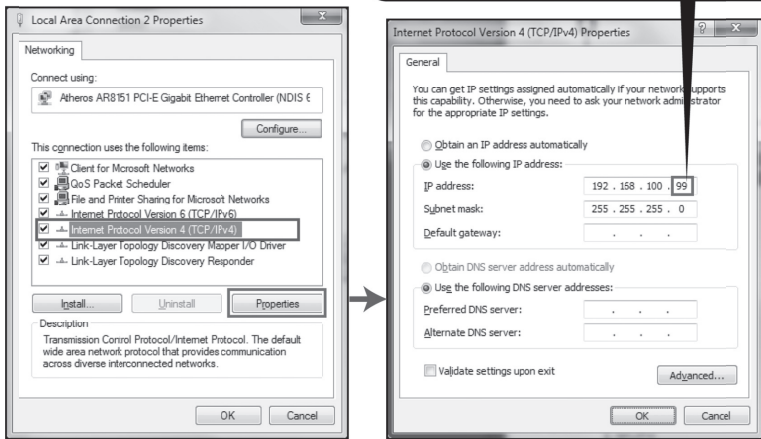 Local Area Connection 2 Properties
Networking
Connect using:
Atheros AR8151 PCI-E Gigabit Ethernet Controller (NDIS 6
Configure...
This connection uses the following items:
Client for Microsoft Networks
QoS Packet Scheduler
File and Printer Sharing for Microsoft Networks
Internet Protocol Version 6 (TCP/IPv6)
Internet Protocol Version 4 (TCP/IPv4)
Link-Layer Topology Discovery Mapper I/O Driver
Link-Layer Topology Discovery Responder
Install...
Uninstall
Properties
Description
Transmission Control Protocol/Internet Protocol. The default
wide area network protocol that provides communication
across diverse interconnected networks.
OK
Cancel
Internet Protocol Version 4 (TCP/IPv4) Properties
General
You can get IP settings assigned automatically if your network supports
this capability. Otherwise, you need to ask your network administrator
for the appropriate IP settings.
Obtain an IP address automatically
Use the following IP address:
IP address:
192 . 168 . 100 . 99
Subnet mask:
255 . 255 . 255 . 0
Default gateway:
. . .
Obtain DNS server address automatically
Use the following DNS server addresses:
Preferred DNS server:
. . .
Alternate DNS server:
. . .
Validate settings upon exit
Advanced...
OK
Cancel